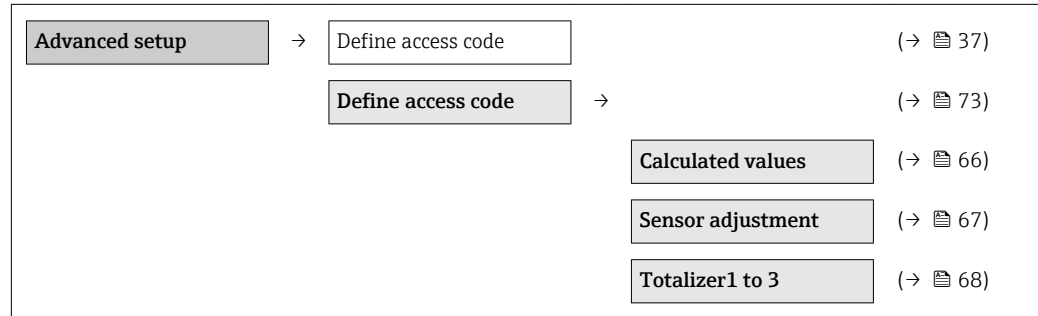 Advanced setup → Define access code (→ 37)
Define access code → (→ 73)
Calculated values (→ 66)
Sensor adjustment (→ 67)
Totalizer1 to 3 (→ 68)